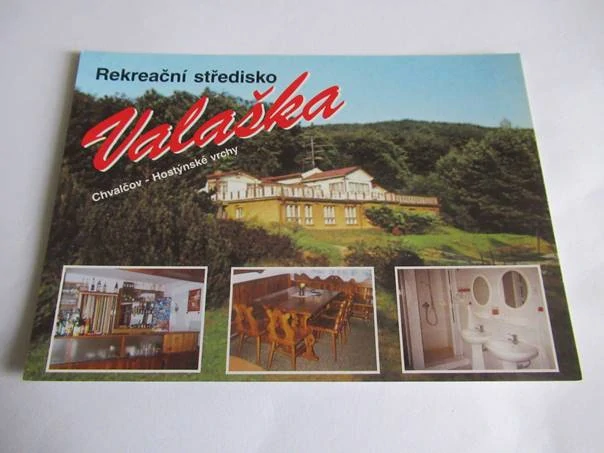 Rekreační středisko
Valaška
Chvalčov - Hostýnské vrchy